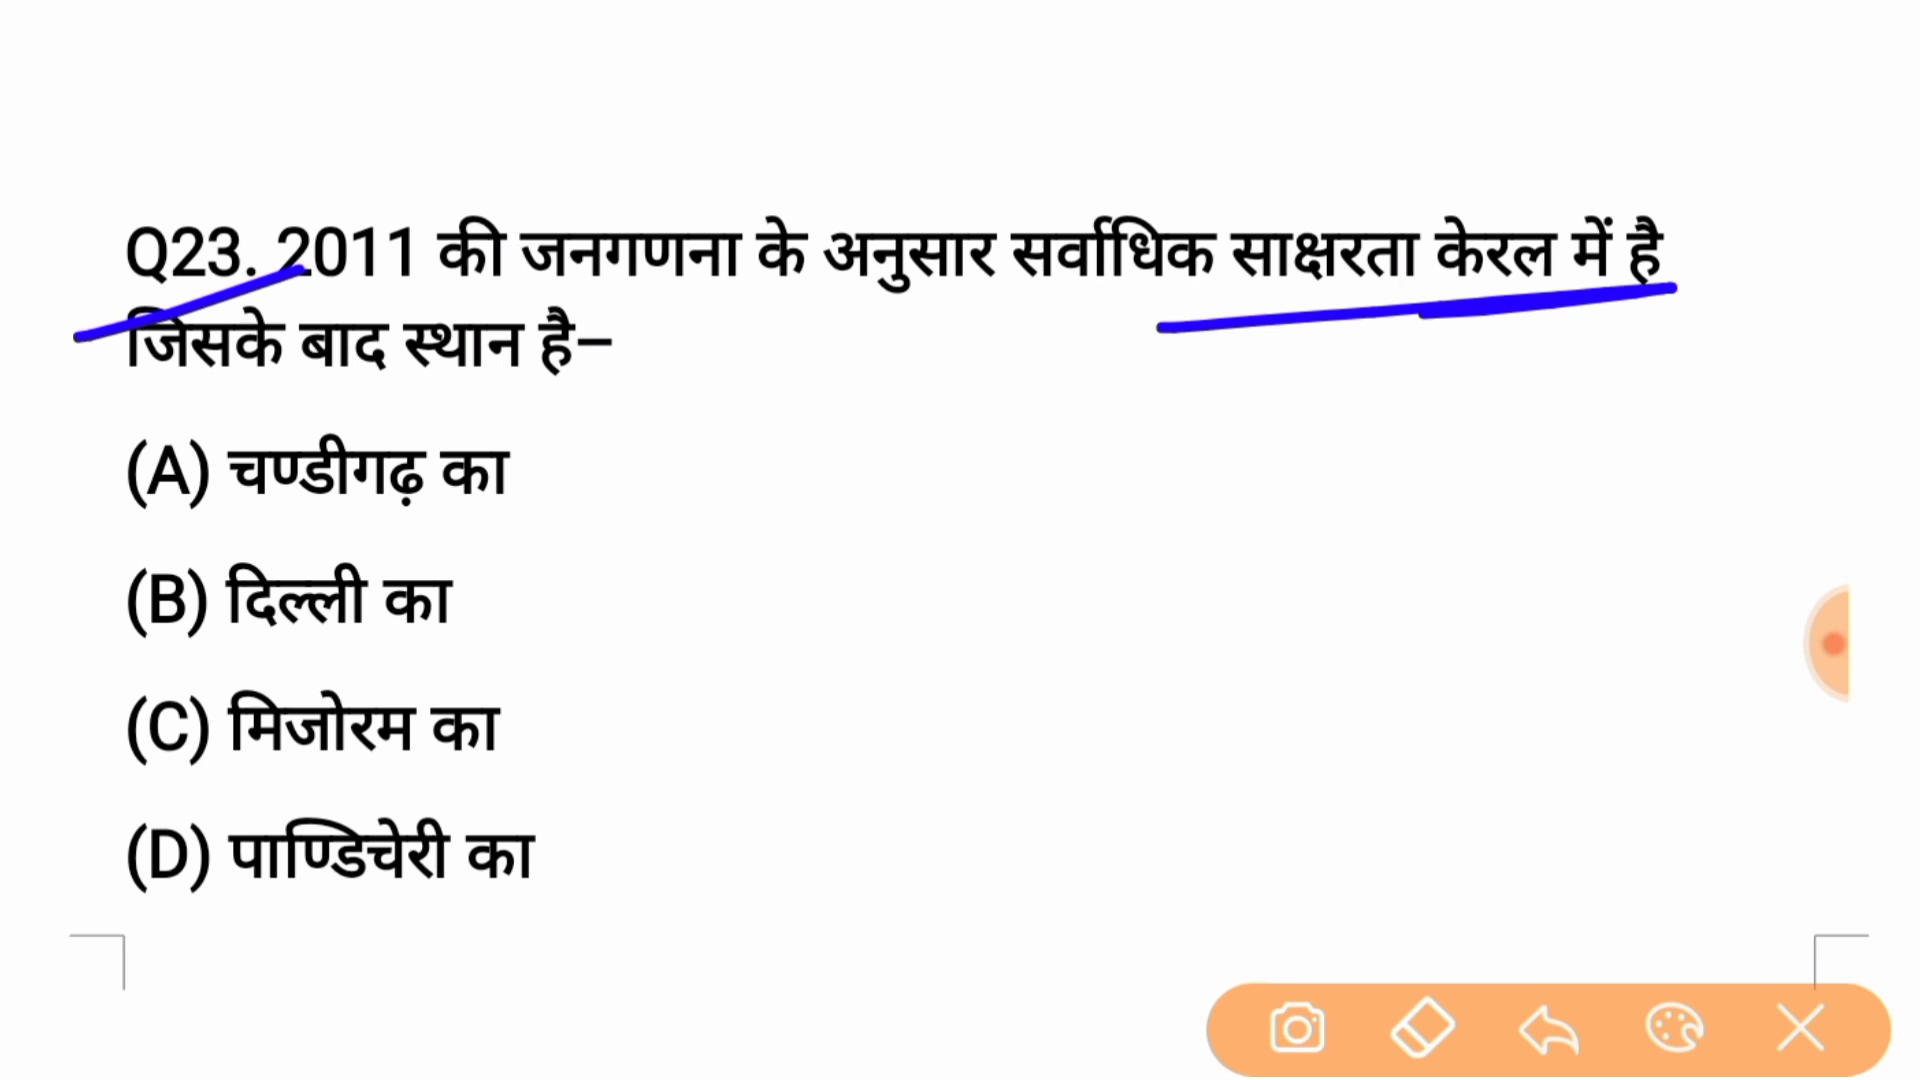 Q23. 2011 की जनगणना के अनुसार सर्वाधिक साक्षरता केरल में है
जिसके बाद स्थान है–
(A) चण्डीगढ़ का
(B) दिल्ली का
(C) मिजोरम का
(D) पाण्डिचेरी का